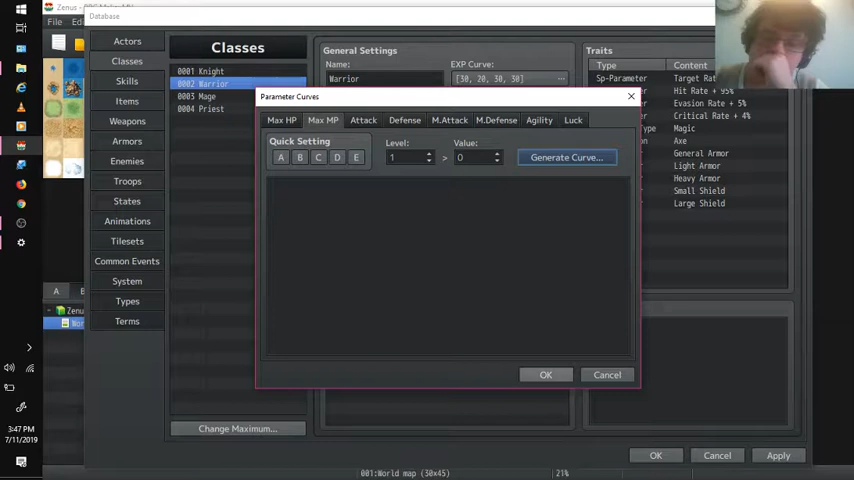 Zenus - RPG Maker MV
File
Database
Actors
Classes
Skills
Items
Weapons
Armors
Enemies
Troops
States
Animations
Tilesets
Common Events
System
Types
Terms
Classes
0001 Knight
0002 Warrior
0003 Mage
0004 Priest
Change Maximum...
General Settings
Name:
Warrior
EXP Curve:
[30, 20, 30, 30]
...
Traits
Type
Content
Sp-Parameter
Hit Rate + 95%
Evasion Rate + 5%
Critical Rate + 4%
Magic
Axe
General Armor
Light Armor
Heavy Armor
Small Shield
Large Shield
Parameter Curves
Max HP
Max MP
Attack
Defense
M.Attack
M.Defense
Agility
Luck
Quick Setting
A B C D E
Level:
1
>
Value:
0
Generate Curve...
OK
Cancel
OK
Cancel
Apply
A
001:World map (30x45)
21%
3:47 PM
7/11/2019